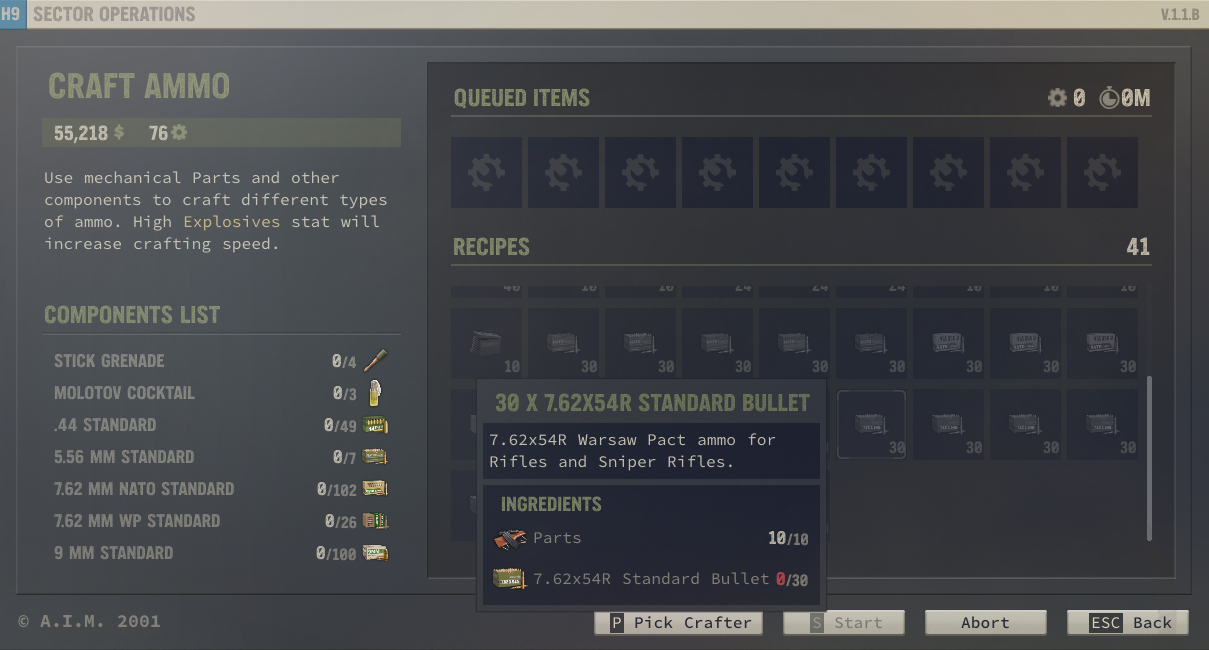 H9 SECTOR OPERATIONS
V.1.1.B
CRAFT AMMO
55,218 $ 76
Use mechanical Parts and other
components to craft different types
of ammo. High Explosives stat will
increase crafting speed.
COMPONENTS LIST
STICK GRENADE 0/4
MOLOTOV COCKTAIL 0/3
.44 STANDARD 0/49
5.56 MM STANDARD 0/7
7.62 MM NATO STANDARD 0/102
7.62 MM WP STANDARD 0/26
9 MM STANDARD 0/100
QUEUED ITEMS
0 0M
RECIPES 41
10 30 30 30 30 30 30 30 30
30 30 30 30
30 X 7.62X54R STANDARD BULLET
7.62x54R Warsaw Pact ammo for
Rifles and Sniper Rifles.
INGREDIENTS
Parts 10/10
7.62x54R Standard Bullet 0/30
© A.I.M. 2001
P Pick Crafter
S Start
Abort
ESC Back